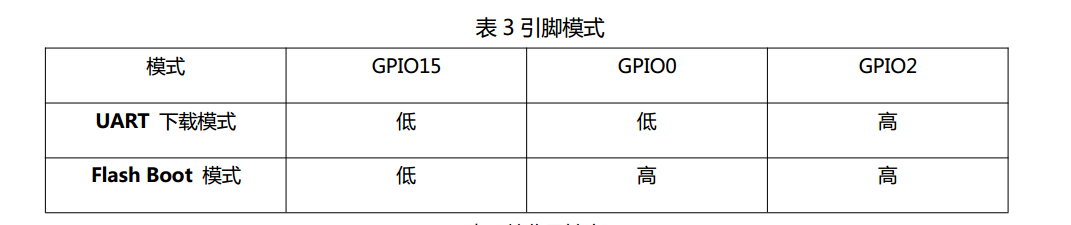 表 3 引脚模式
模式 GPIO15 GPIO0 GPIO2
UART 下载模式 低 低 高
Flash Boot 模式 低 高 高